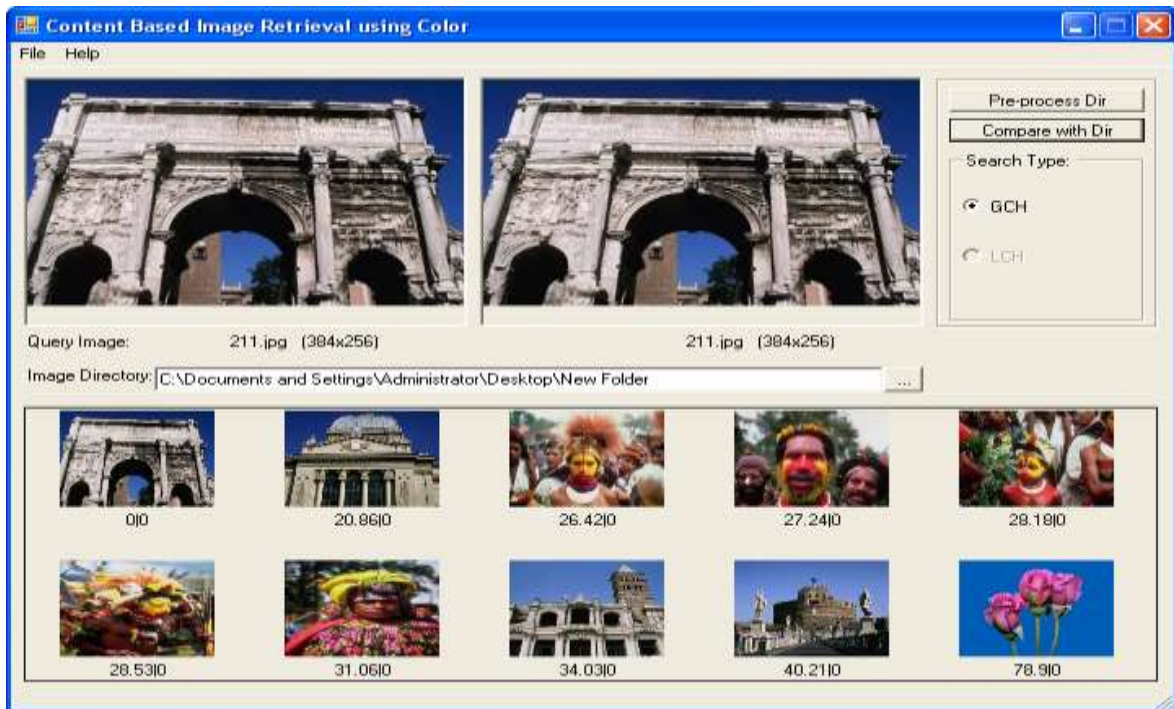 Content Based Image Retrieval using Color
File Help
Pre-process Dir
Compare with Dir
Search Type:
GCH
LCH
Query Image: 211.jpg (384x256) 211.jpg (384x256)
Image Directory: C:\Documents and Settings\Administrator\Desktop\New Folder ...
0|0 20.86|0 26.42|0 27.24|0 28.18|0
28.53|0 31.06|0 34.03|0 40.21|0 78.9|0